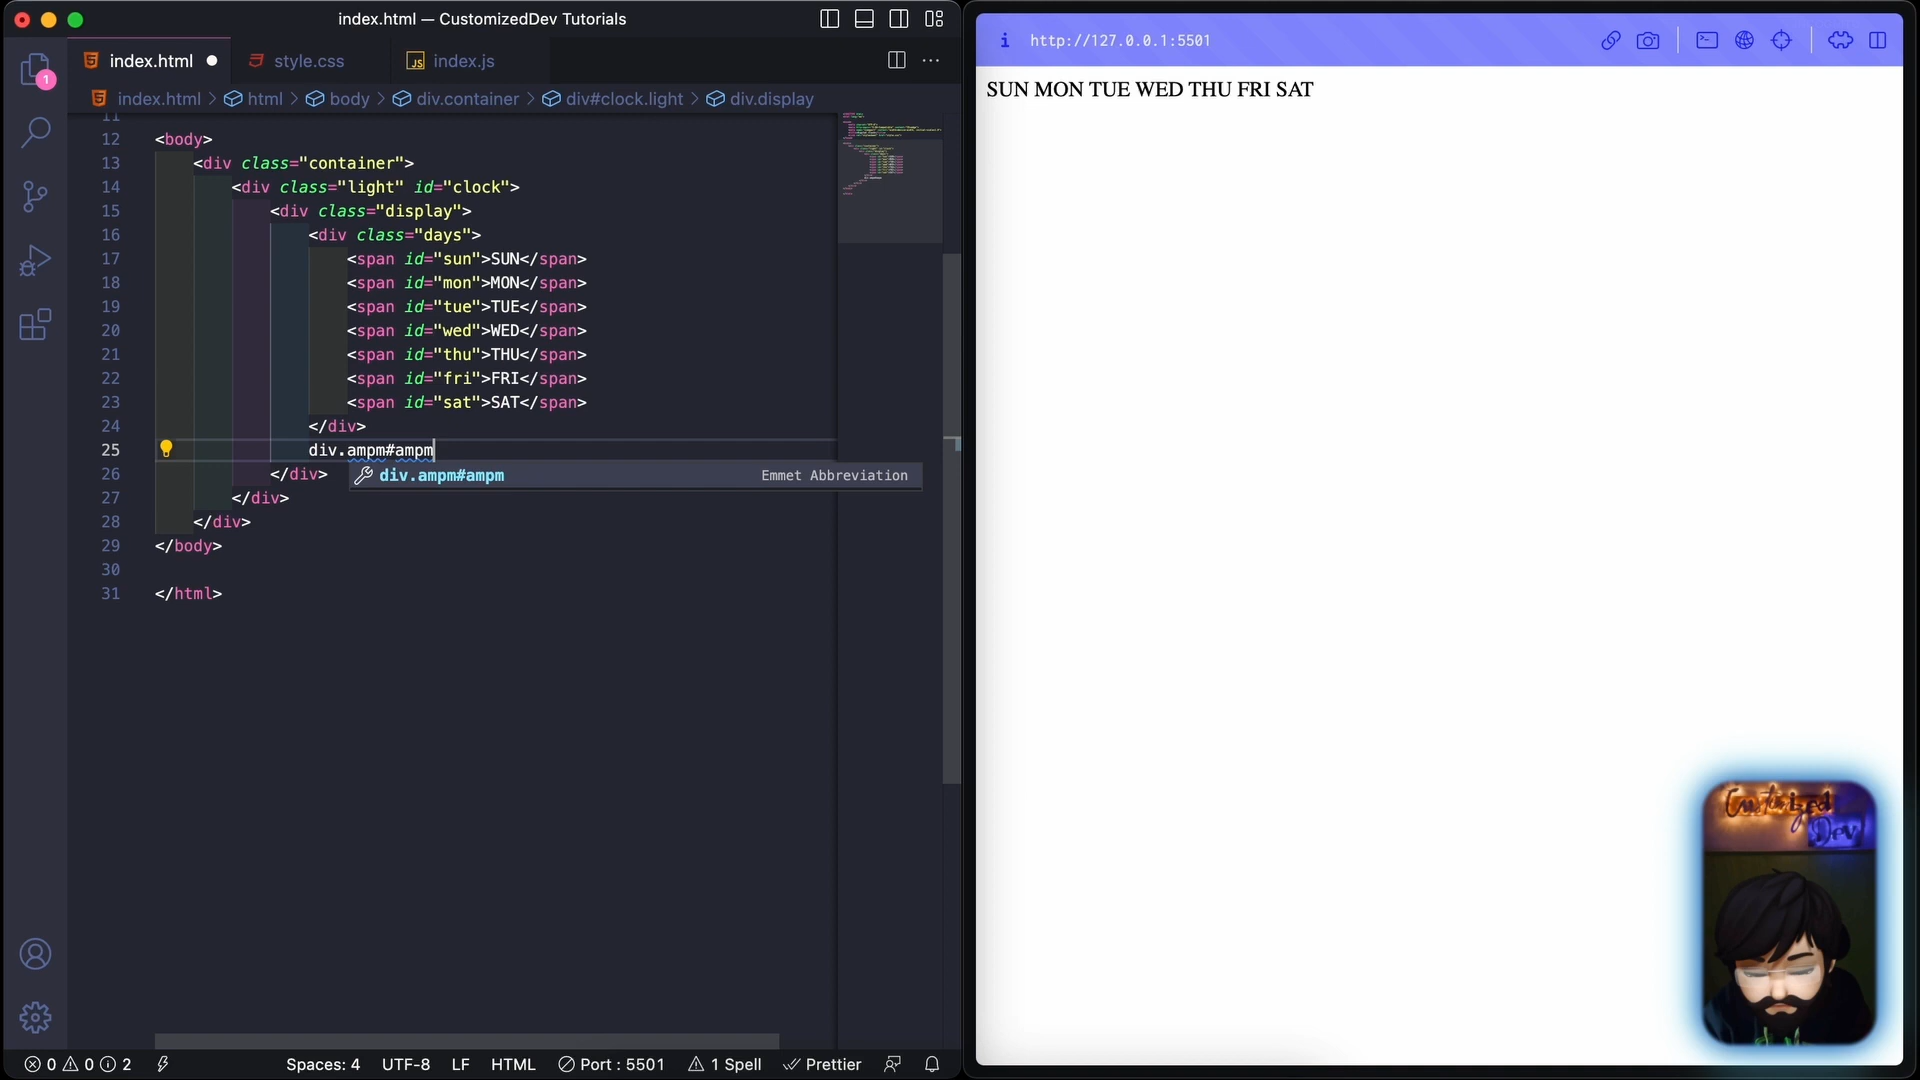 index.html — CustomizedDev Tutorials
index.html
style.css
JS index.js
index.html > html > body > div.container > div#clock.light > div.display
11
12 <body>
13 <div class="container">
14 <div class="light" id="clock">
15 <div class="display">
16 <div class="days">
17 <span id="sun">SUN</span>
18 <span id="mon">MON</span>
19 <span id="tue">TUE</span>
20 <span id="wed">WED</span>
21 <span id="thu">THU</span>
22 <span id="fri">FRI</span>
23 <span id="sat">SAT</span>
24 </div>
25 div.ampm#ampm
26 </div>
div.ampm#ampm Emmet Abbreviation
27 </div>
28 </div>
29 </body>
30
31 </html>
1
0 0 2 Spaces: 4 UTF-8 LF HTML Port : 5501 1 Spell Prettier
http://127.0.0.1:5501
SUN MON TUE WED THU FRI SAT
Customized
Dev